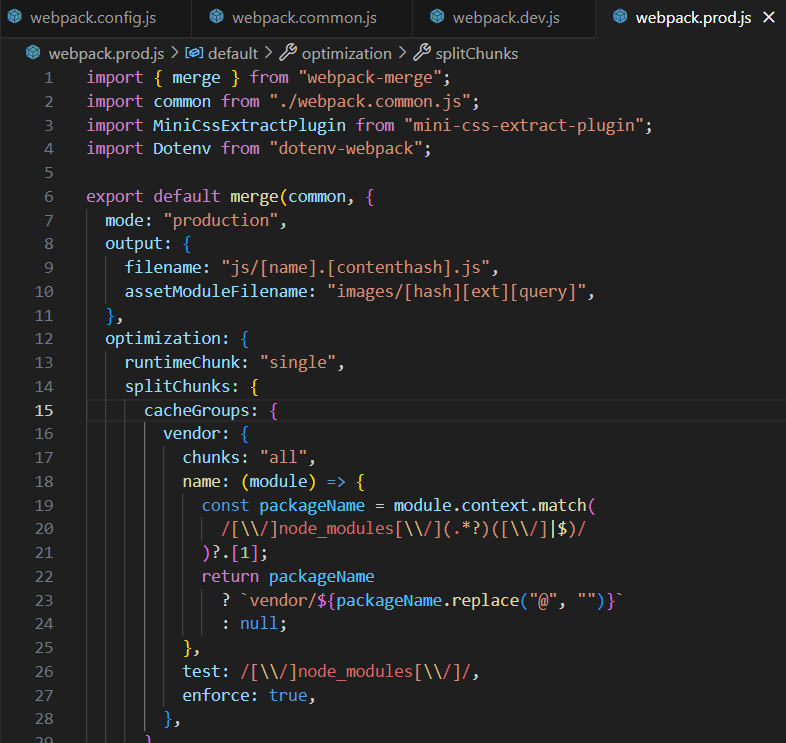 webpack.config.js webpack.common.js webpack.dev.js webpack.prod.js
webpack.prod.js > default > optimization > splitChunks
1 import { merge } from "webpack-merge";
2 import common from "./webpack.common.js";
3 import MiniCssExtractPlugin from "mini-css-extract-plugin";
4 import Dotenv from "dotenv-webpack";
5
6 export default merge(common, {
7 mode: "production",
8 output: {
9 filename: "js/[name].[contenthash].js",
10 assetModuleFilename: "images/[hash][ext][query]",
11 },
12 optimization: {
13 runtimeChunk: "single",
14 splitChunks: {
15 cacheGroups: {
16 vendor: {
17 chunks: "all",
18 name: (module) => {
19 const packageName = module.context.match(
20 /[\\/]node_modules[\\/](.*?)([\\/]|$)/
21 )?.[1];
22 return packageName
23 ? `vendor/${packageName.replace("@", "")}`
24 : null;
25 },
26 test: /[\\/]node_modules[\\/]/,
27 enforce: true,
28 },
29 }